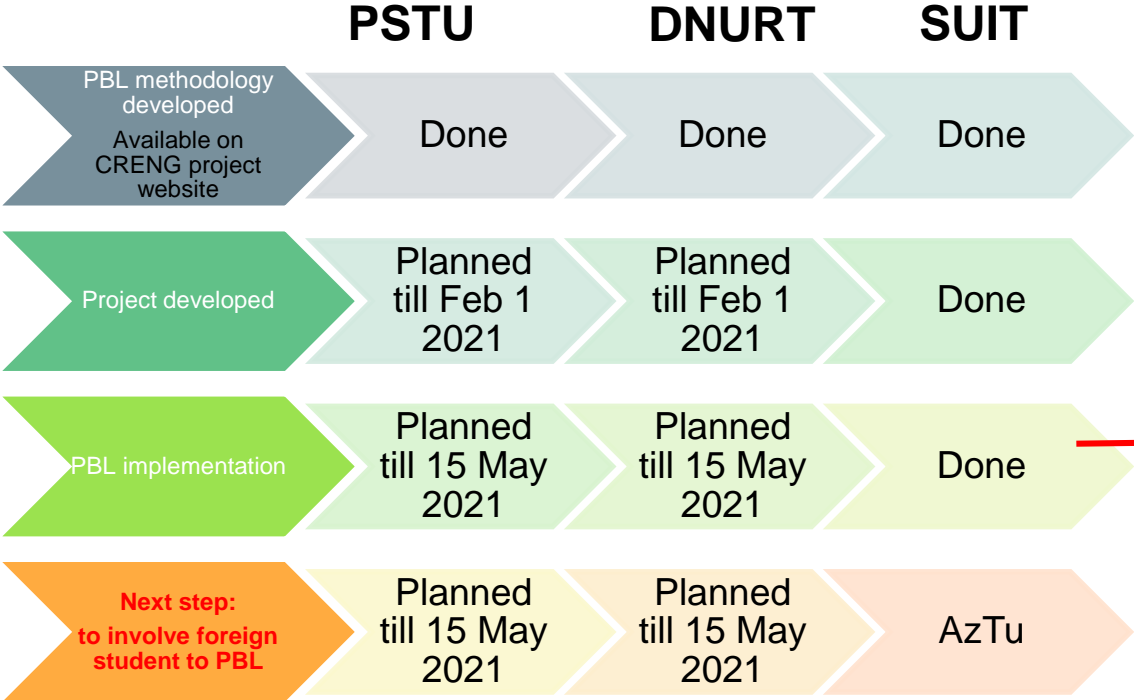 PSTU DNURT SUIT
PBL methodology
developed
Available on
CRENG project
website
Done
Done
Done
Project developed
Planned
till Feb 1
2021
Planned
till Feb 1
2021
Done
PBL implementation
Planned
till 15 May
2021
Planned
till 15 May
2021
Done
Next step:
to involve foreign
student to PBL
Planned
till 15 May
2021
Planned
till 15 May
2021
AzTu